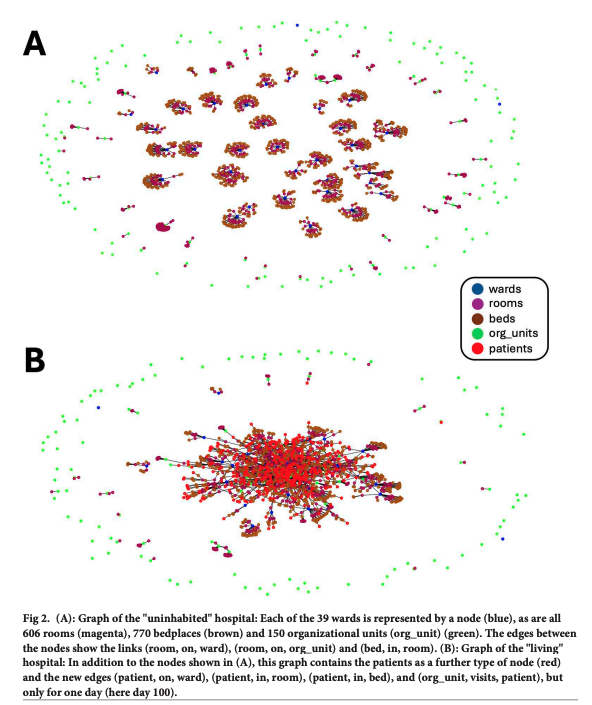 A
wards
rooms
beds
org_units
patients
B
Fig 2. (A): Graph of the "uninhabited" hospital: Each of the 39 wards is represented by a node (blue), as are all
606 rooms (magenta), 770 bedplaces (brown) and 150 organizational units (org_unit) (green). The edges between
the nodes show the links (room, on, ward), (room, on, org_unit) and (bed, in, room). (B): Graph of the "living"
hospital: In addition to the nodes shown in (A), this graph contains the patients as a further type of node (red)
and the new edges (patient, on, ward), (patient, in, room), (patient, in, bed), and (org_unit, visits, patient), but
only for one day (here day 100).